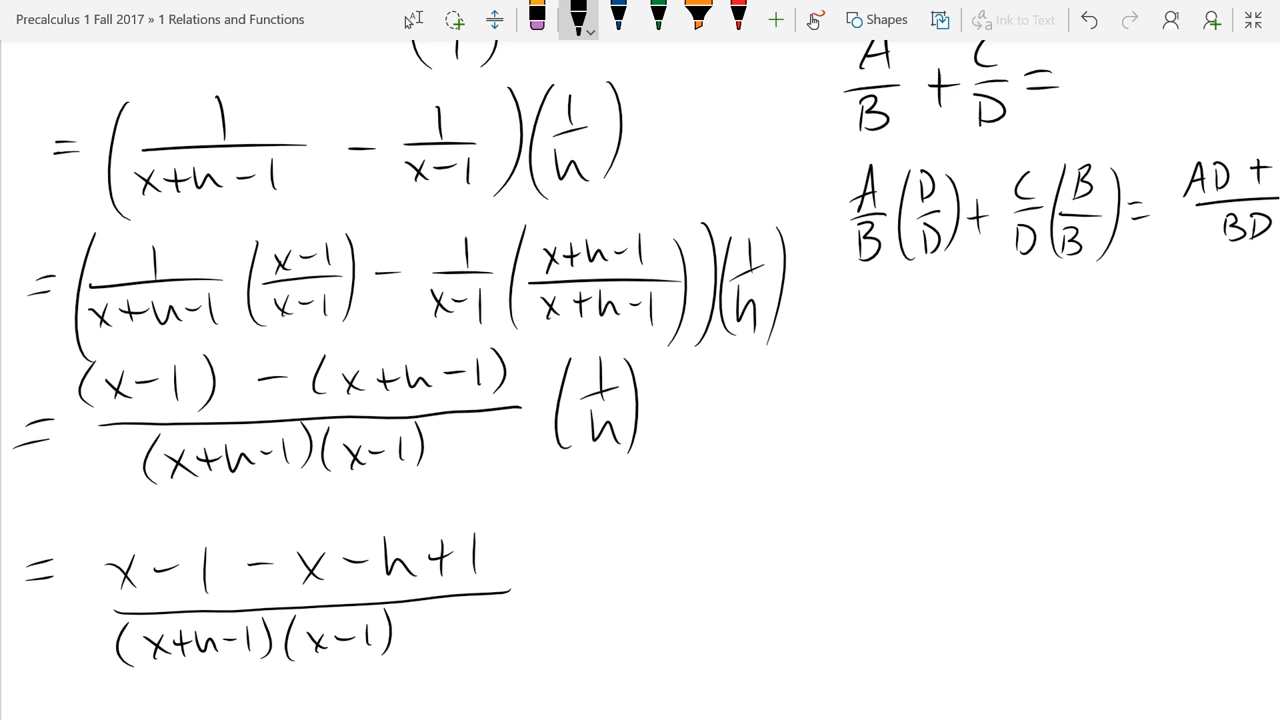 Precalculus 1 Fall 2017 » 1 Relations and Functions
Shapes
Ink to Text
(1)
= (1/(x+h-1) - 1/(x-1))(1/h)
= (1/(x+h-1) ((x-1)/(x-1)) - 1/(x-1) ((x+h-1)/(x+h-1)))(1/h)
= ((x-1) - (x+h-1))/((x+h-1)(x-1)) (1/h)
= (x-1-x-h+1)/((x+h-1)(x-1))
A/B + C/D =
A/B (D/D) + C/D (B/B) = AD +/BD